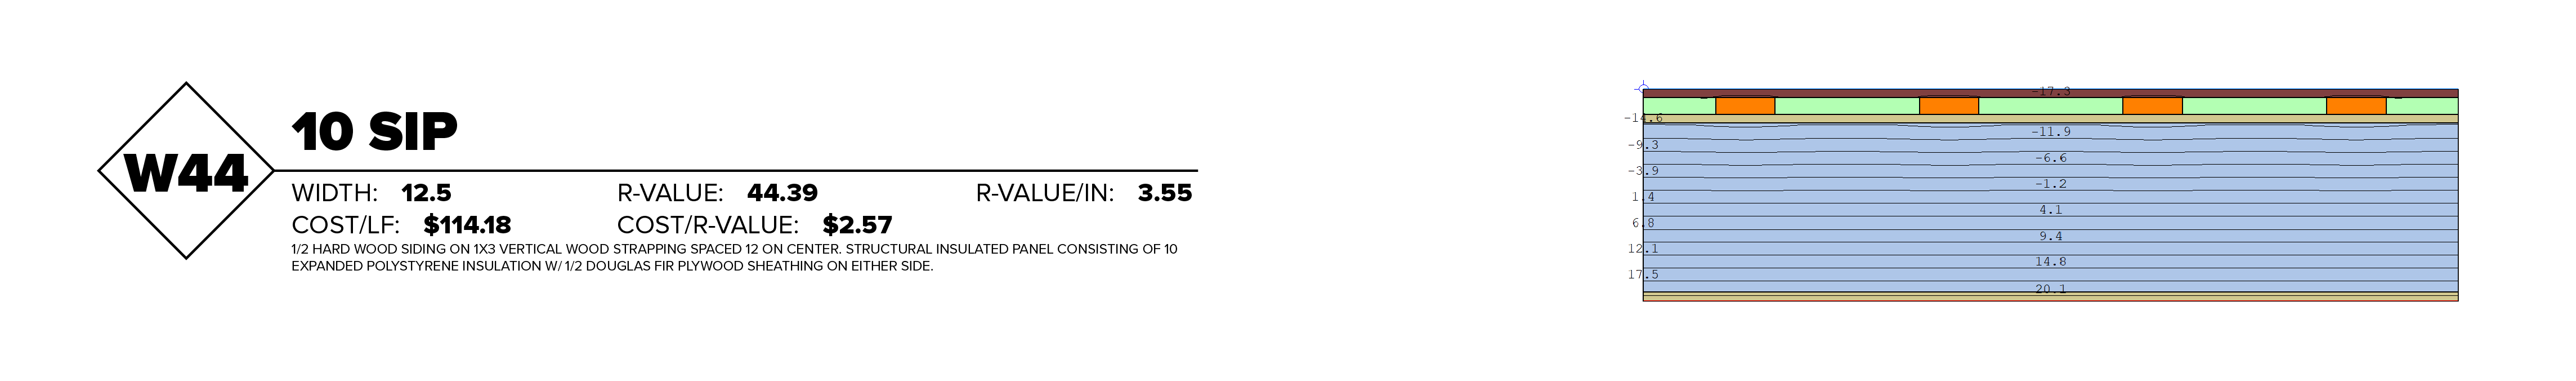 W44
10 SIP
WIDTH: 12.5 R-VALUE: 44.39 R-VALUE/IN: 3.55
COST/LF: $114.18 COST/R-VALUE: $2.57
1/2 HARD WOOD SIDING ON 1X3 VERTICAL WOOD STRAPPING SPACED 12 ON CENTER. STRUCTURAL INSULATED PANEL CONSISTING OF 10
EXPANDED POLYSTYRENE INSULATION W/ 1/2 DOUGLAS FIR PLYWOOD SHEATHING ON EITHER SIDE.
-17.3
-14.6
-11.9
-9.3
-6.6
-3.9
-1.2
1.4
4.1
6.8
9.4
12.1
14.8
17.5
20.1